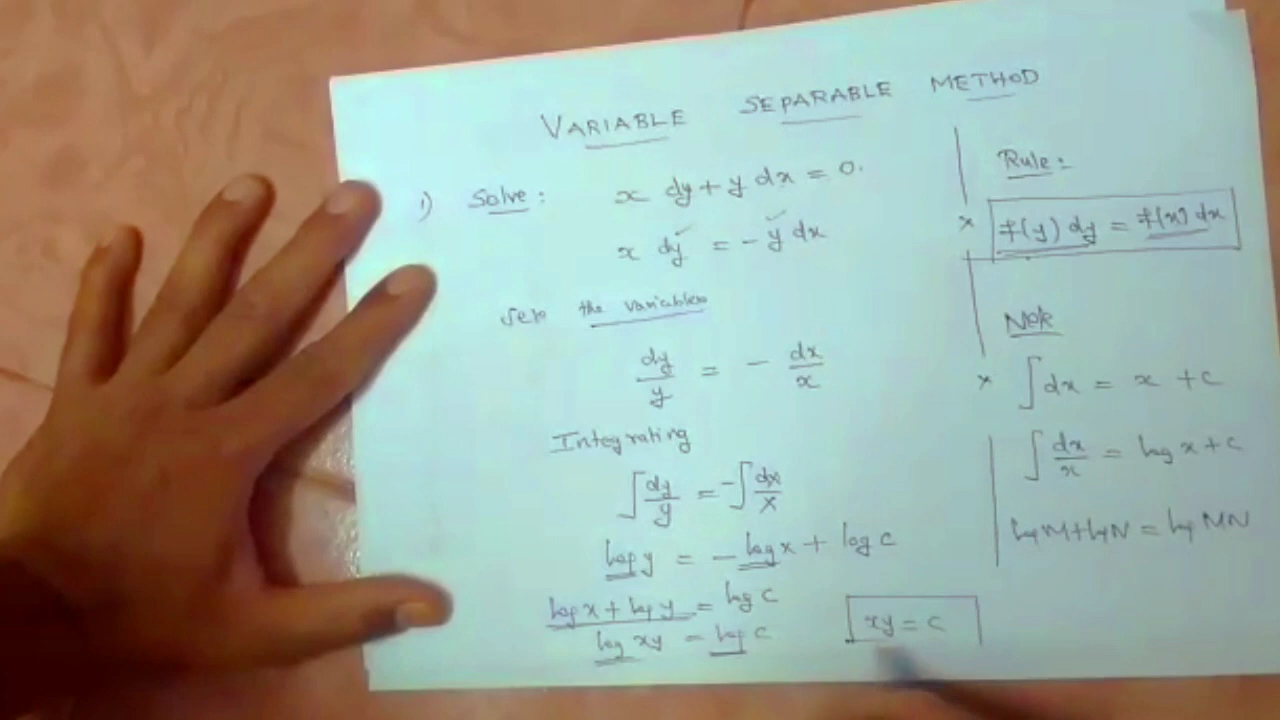 VARIABLE SEPARABLE METHOD
1) Solve: x dy + y dx = 0.
x dy = - y dx
the variables
dy/y = - dx/x
Integrating
∫ dy/y = - ∫ dx/x
log y = - log x + log c
log x + log y = log c
log xy = log c
xy = c
Rule:-
f(y) dy = f(x) dx
Note
∫ dx = x + c
∫ dx/x = log x + c
log M + log N = log MN